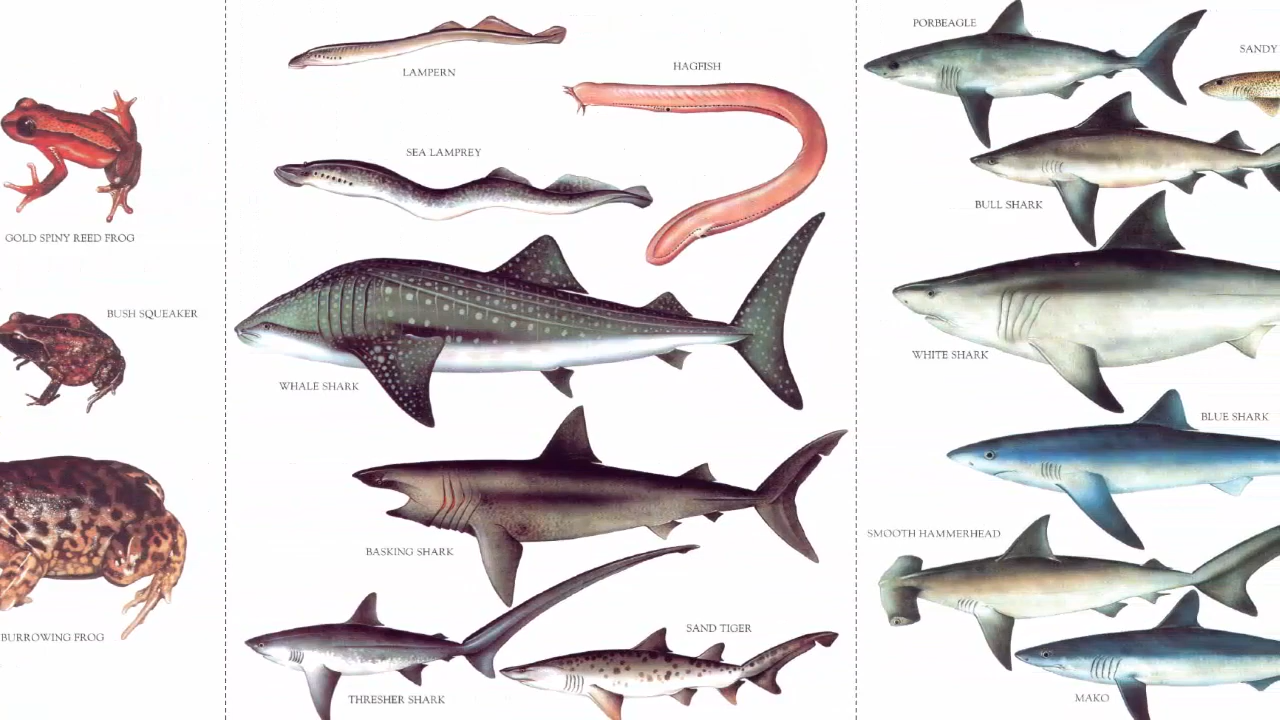 GOLD SPINY REED FROG
BUSH SQUEAKER
BURROWING FROG
LAMPERN
HAGFISH
SEA LAMPREY
WHALE SHARK
BASKING SHARK
THRESHER SHARK
SAND TIGER
PORBEAGLE
SANDY
BULL SHARK
WHITE SHARK
BLUE SHARK
SMOOTH HAMMERHEAD
MAKO